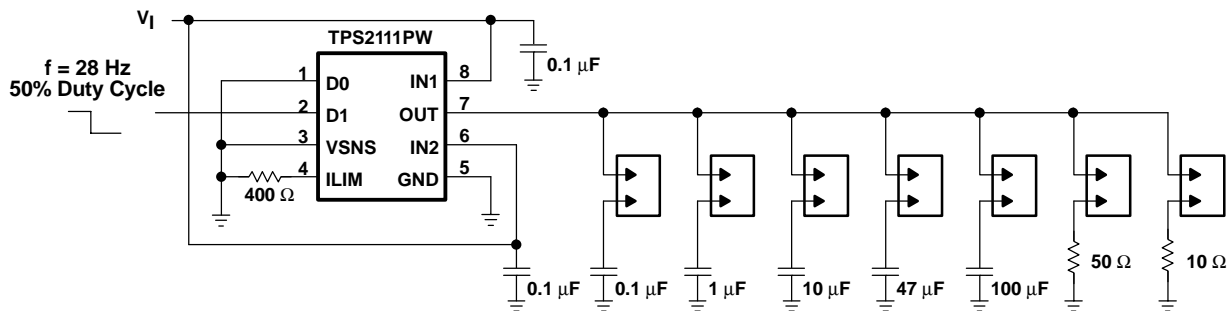 VI
TPS2111PW
f = 28 Hz
50% Duty Cycle
0.1 µF
1 D0 IN1 8
2 D1 OUT 7
3 VSNS IN2 6
4 ILIM GND 5
400 Ω
0.1 µF
0.1 µF
1 µF
10 µF
47 µF
100 µF
50 Ω
10 Ω